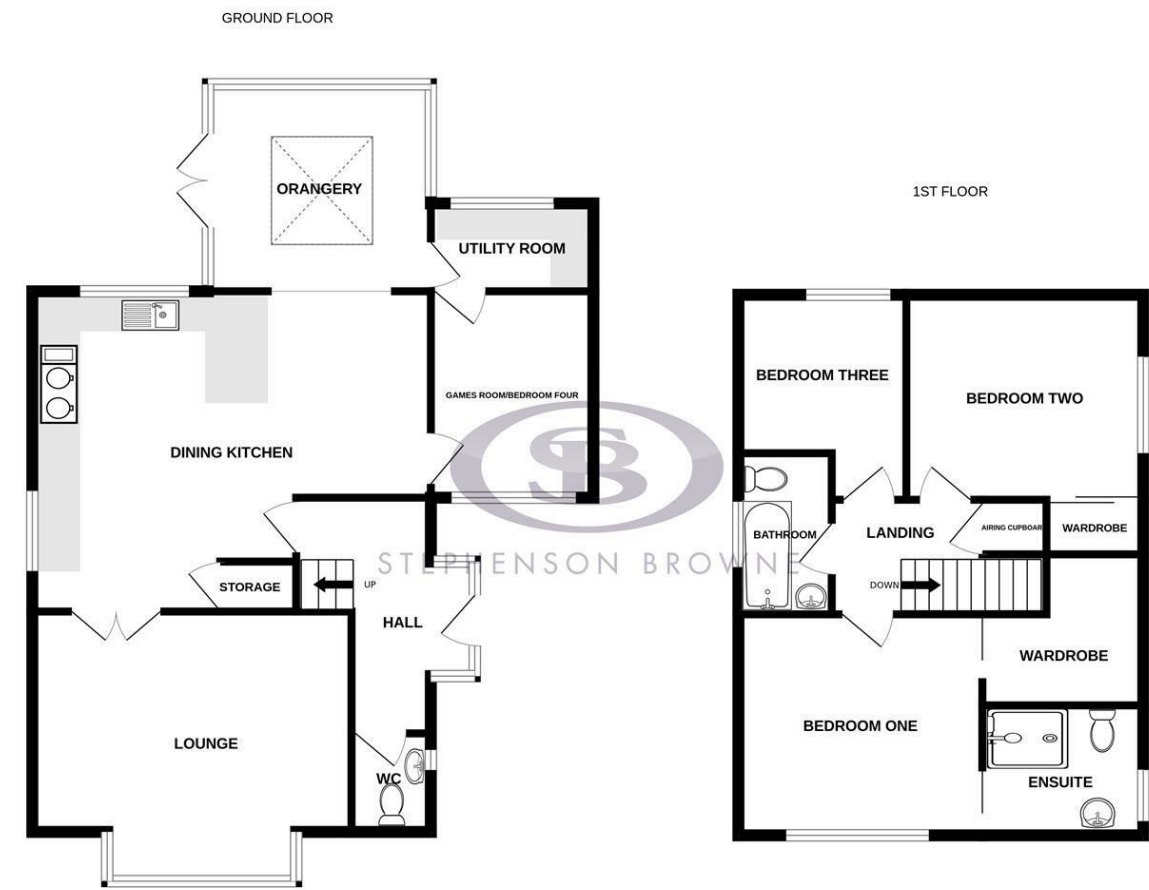 GROUND FLOOR
ORANGERY
UTILITY ROOM
GAMES ROOM/BEDROOM FOUR
DINING KITCHEN
STORAGE
UP
HALL
LOUNGE
WC
1ST FLOOR
BEDROOM THREE
BEDROOM TWO
BATHROOM
LANDING
AIRING CUPBOAR
WARDROBE
DOWN
WARDROBE
BEDROOM ONE
ENSUITE
SB
STEPHENSON BROWNE